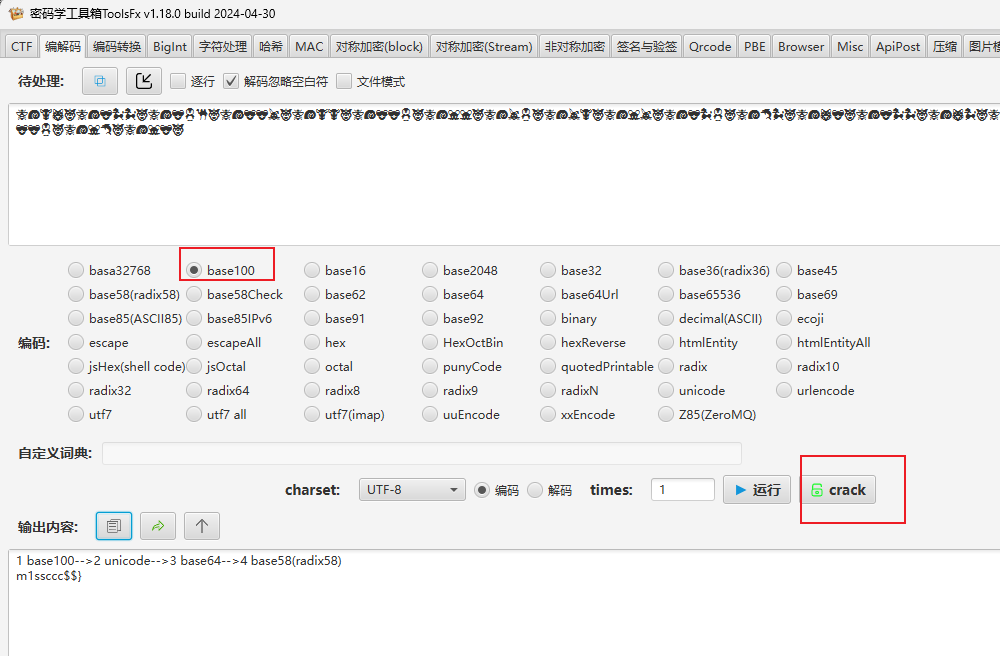 密码学工具箱ToolsFx v1.18.0 build 2024-04-30
CTF 编解码 编码转换 BigInt 字符处理 哈希 MAC 对称加密(block) 对称加密(Stream) 非对称加密 签名与验签 Qrcode PBE Browser Misc ApiPost 压缩
待处理: 逐行 解码忽略空白符 文件模式
basa32768 base100 base16 base2048 base32 base36(radix36) base45
base58(radix58) base58Check base62 base64 base64Url base65536 base69
base85(ASCII85) base85IPv6 base91 base92 binary decimal(ASCII) ecoji
编码: escape escapeAll hex HexOctBin hexReverse htmlEntity htmlEntityAll
jsHex(shell code) jsOctal octal punyCode quotedPrintable radix radix10
radix32 radix64 radix8 radix9 radixN unicode urlencode
utf7 utf7 all utf7(imap) uuEncode xxEncode Z85(ZeroMQ)
自定义词典:
charset: UTF-8 编码 解码 times: 1 运行 crack
输出内容:
1 base100-->2 unicode-->3 base64-->4 base58(radix58)
m1ssccc$$}